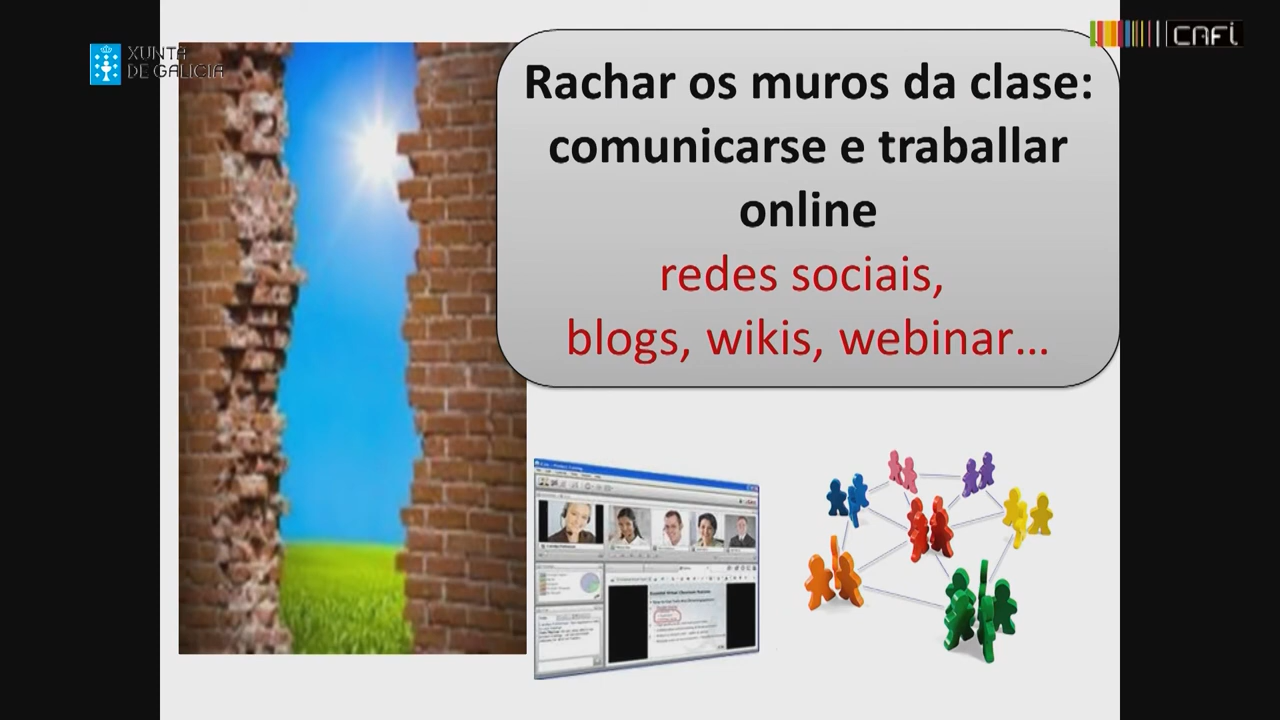 XUNTA
DE GALICIA
CAFI
Rachar os muros da clase:
comunicarse e traballar
online
redes sociais,
blogs, wikis, webinar...